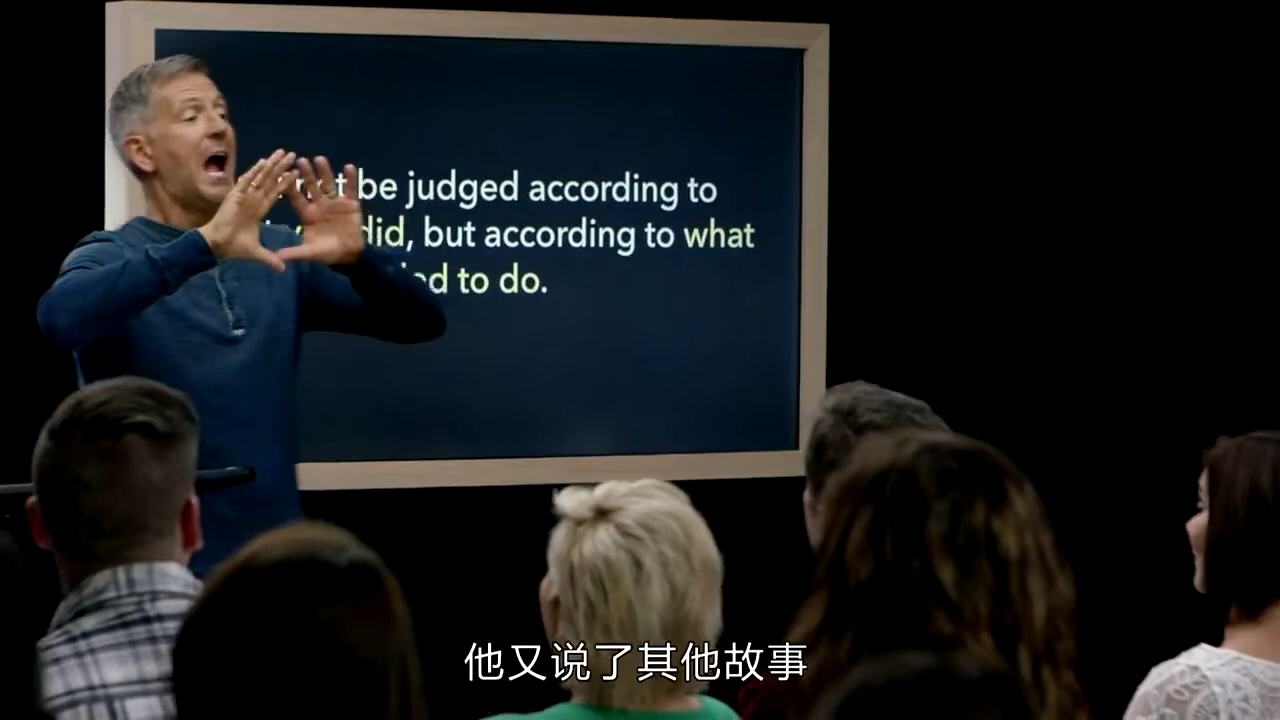 be judged according to
did, but according to what
to do.
他又说了其他故事